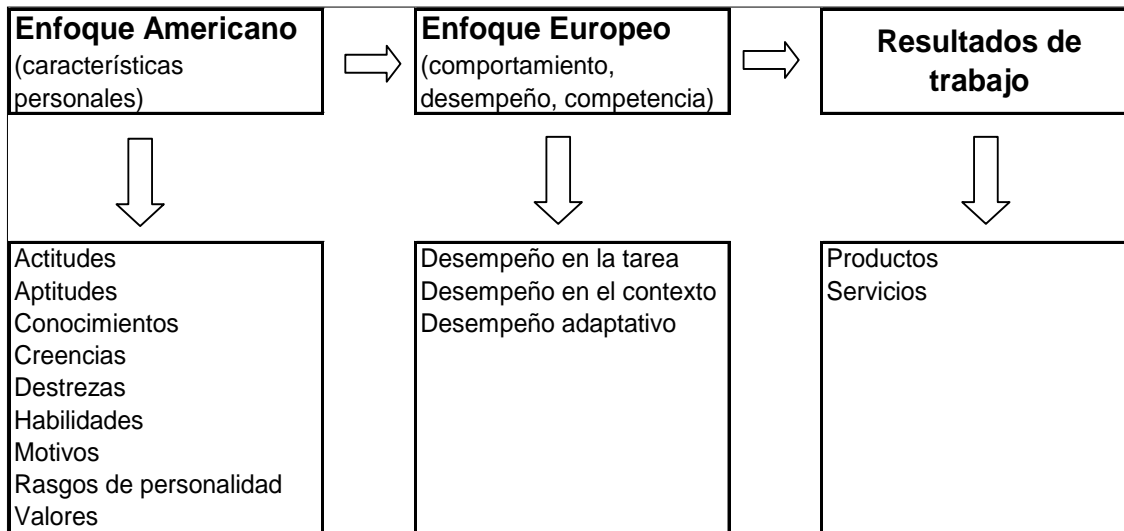 Enfoque Americano
(características
personales)
Enfoque Europeo
(comportamiento,
desempeño, competencia)
Resultados de
trabajo
Actitudes
Aptitudes
Conocimientos
Creencias
Destrezas
Habilidades
Motivos
Rasgos de personalidad
Valores
Desempeño en la tarea
Desempeño en el contexto
Desempeño adaptativo
Productos
Servicios